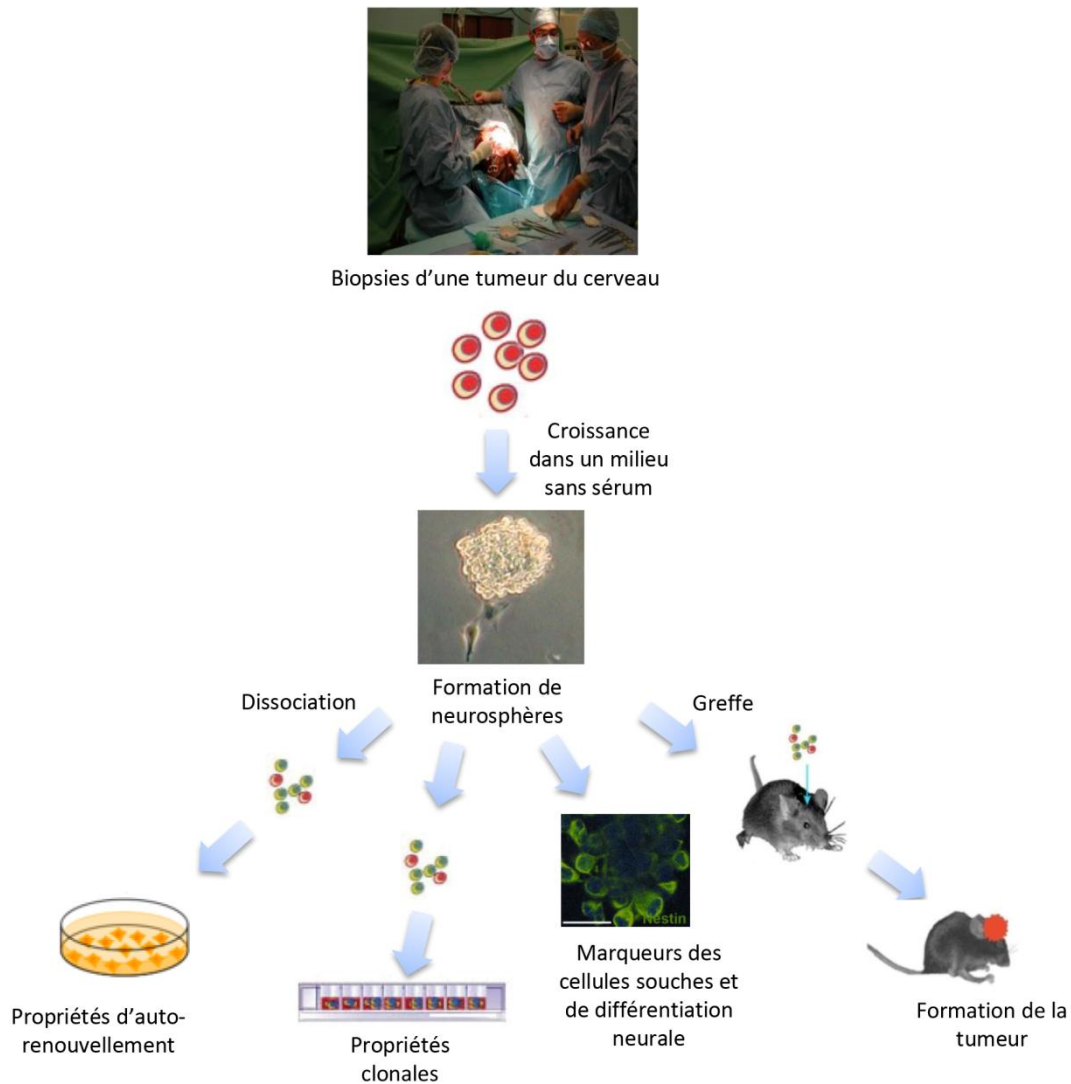 Biopsies d’une tumeur du cerveau
Croissance
dans un milieu
sans sérum
Dissociation
Formation de
neurosphères
Greffe
Nestin
Propriétés d’auto-
renouvellement
Propriétés
clonales
Marqueurs des
cellules souches et
de différentiation
neurale
Formation de la
tumeur